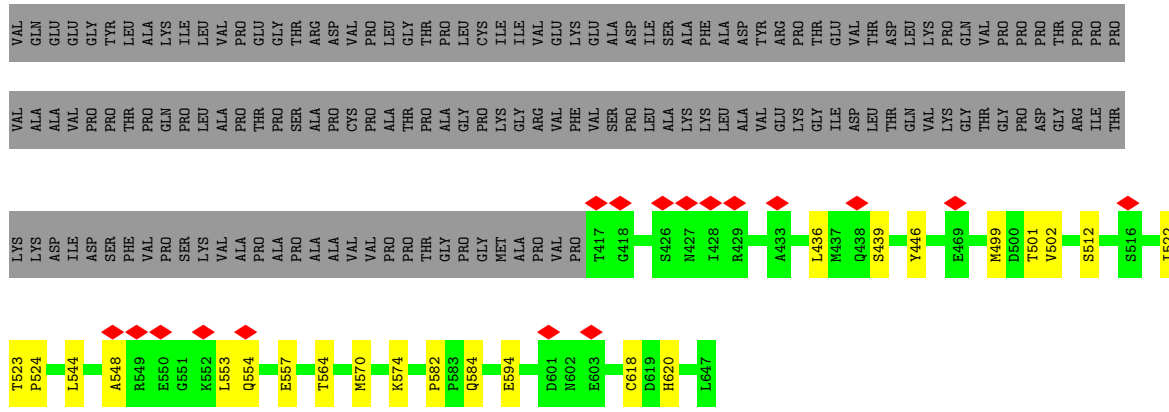 VAL GLN GLU GLU GLY TYR LEU ALA LYS ILE LEU VAL PRO GLU GLY THR ARG ASP VAL PRO LEU GLY THR PRO LEU CYS ILE ILE VAL GLU LYS GLU ALA ASP ILE SER ALA PHE ALA ASP TYR ARG PRO THR GLU VAL THR ASP LEU LYS PRO GLN VAL PRO PRO PRO THR PRO PRO PRO
VAL ALA ALA VAL PRO PRO THR PRO GLN PRO LEU ALA PRO THR PRO SER ALA PRO CYS PRO ALA THR PRO ALA GLY PRO LYS GLY ARG VAL PHE VAL SER PRO LEU ALA LYS LYS LEU ALA VAL GLU LYS GLY ILE ASP LEU THR GLN VAL LYS GLY THR GLY PRO ASP GLY ARG ILE THR
LYS LYS ASP ILE ASP SER PHE VAL PRO SER LYS VAL ALA PRO ALA PRO ALA ALA VAL VAL PRO PRO THR GLY PRO GLY MET ALA PRO VAL PRO T417 G418 S426 N427 I428 R429 A433 L436 M437 Q438 S439 Y446 E469 M499 D500 T501 V502 S512 S516
T523 P524 L544 A548 R549 E550 G551 K552 L553 Q554 E557 T564 M570 K574 P582 P583 Q584 E594 D601 N602 E603 C618 D619 H620 L647